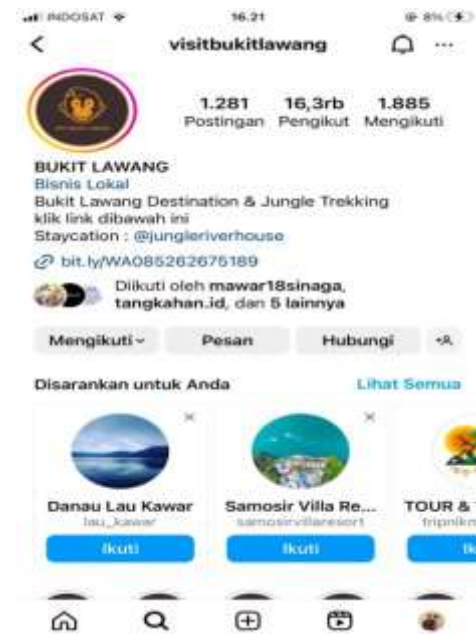 INDOSAT
16.21
8%
visitbukitlawang
1.281 16,3rb 1.885
Postingan Pengikut Mengikuti
BUKIT LAWANG
Bisnis Lokal
Bukit Lawang Destination & Jungle Trekking
klik link dibawah ini
Staycation : @jungleriverhouse
bit.ly/WA085262675189
Diikuti oleh mawar18sinaga,
tangkahan.id, dan 5 lainnya
Mengikuti Pesan Hubungi
Disarankan untuk Anda Lihat Semua
Danau Lau Kawar Samosir Villa Re... TOUR &
lau_kawar samosirvillaresort
Ikuti Ikuti